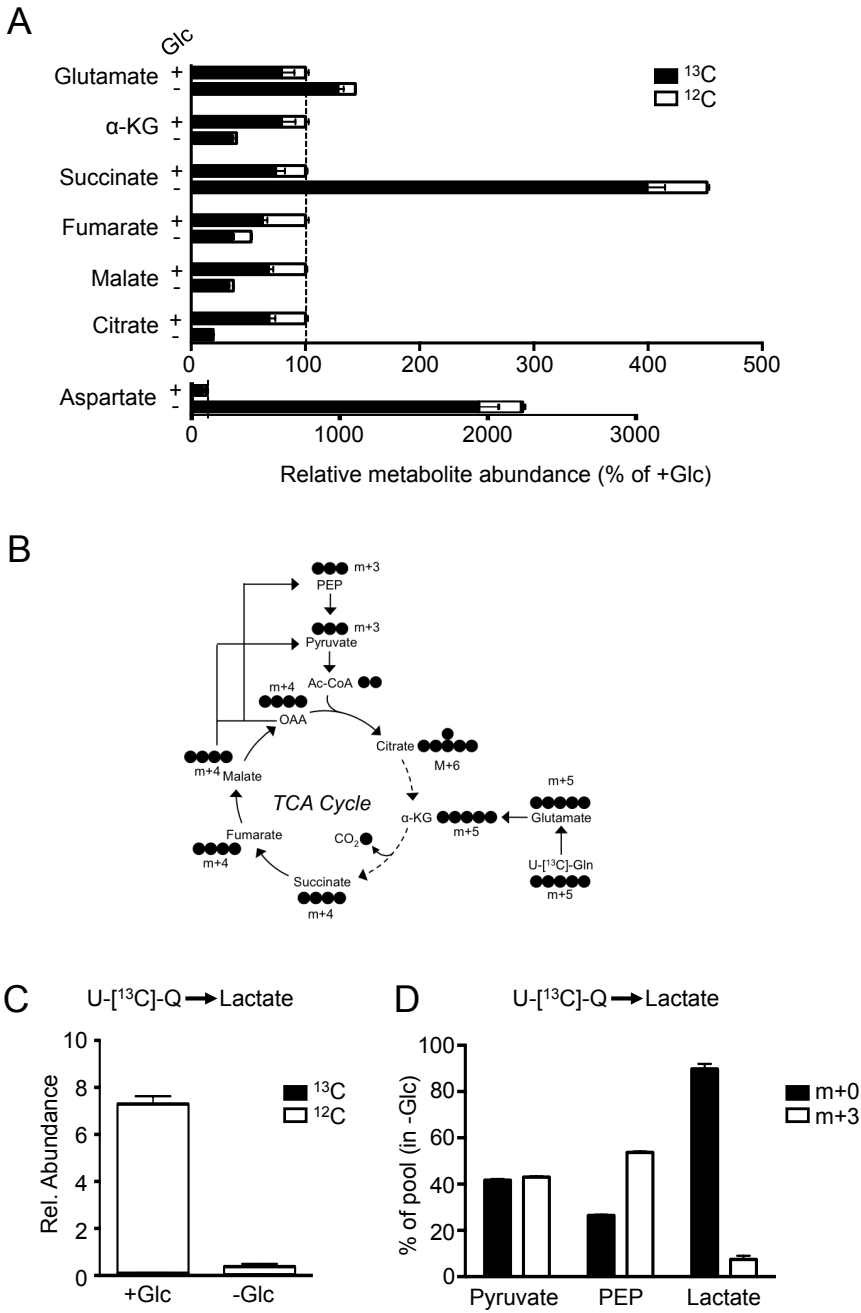 A
Glc
Glutamate + -
¹³C
¹²C
α-KG + -
Succinate + -
Fumarate + -
Malate + -
Citrate + -
0 100 200 300 400 500
Aspartate + -
0 1000 2000 3000
Relative metabolite abundance (% of +Glc)
B
m+3
PEP
m+3
Pyruvate
Ac-CoA
m+4
OAA
Citrate
M+6
m+4
Malate
TCA Cycle
α-KG
m+5
m+5
Glutamate
Fumarate
m+4
CO₂
U-[¹³C]-Gln
m+5
Succinate
m+4
C
U-[¹³C]-Q Lactate
Rel. Abundance
10
8
6
4
2
0
¹³C
¹²C
+Glc -Glc
D
U-[¹³C]-Q Lactate
% of pool (in -Glc)
100
80
60
40
20
0
m+0
m+3
Pyruvate PEP Lactate